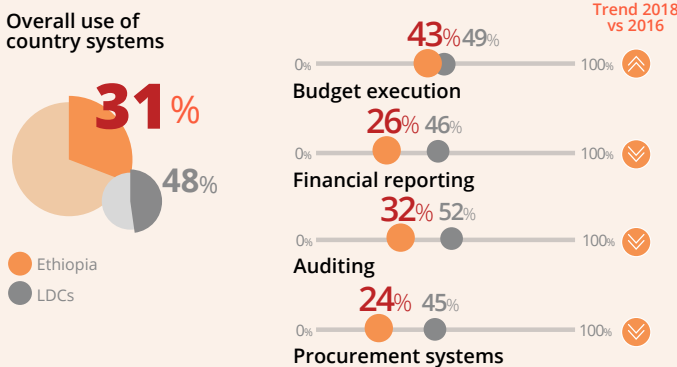 Overall use of
country systems
31%
48%
Ethiopia
LDCs
Trend 2018
vs 2016
43% 49%
0% 100%
Budget execution
26% 46%
0% 100%
Financial reporting
32% 52%
0% 100%
Auditing
24% 45%
0% 100%
Procurement systems